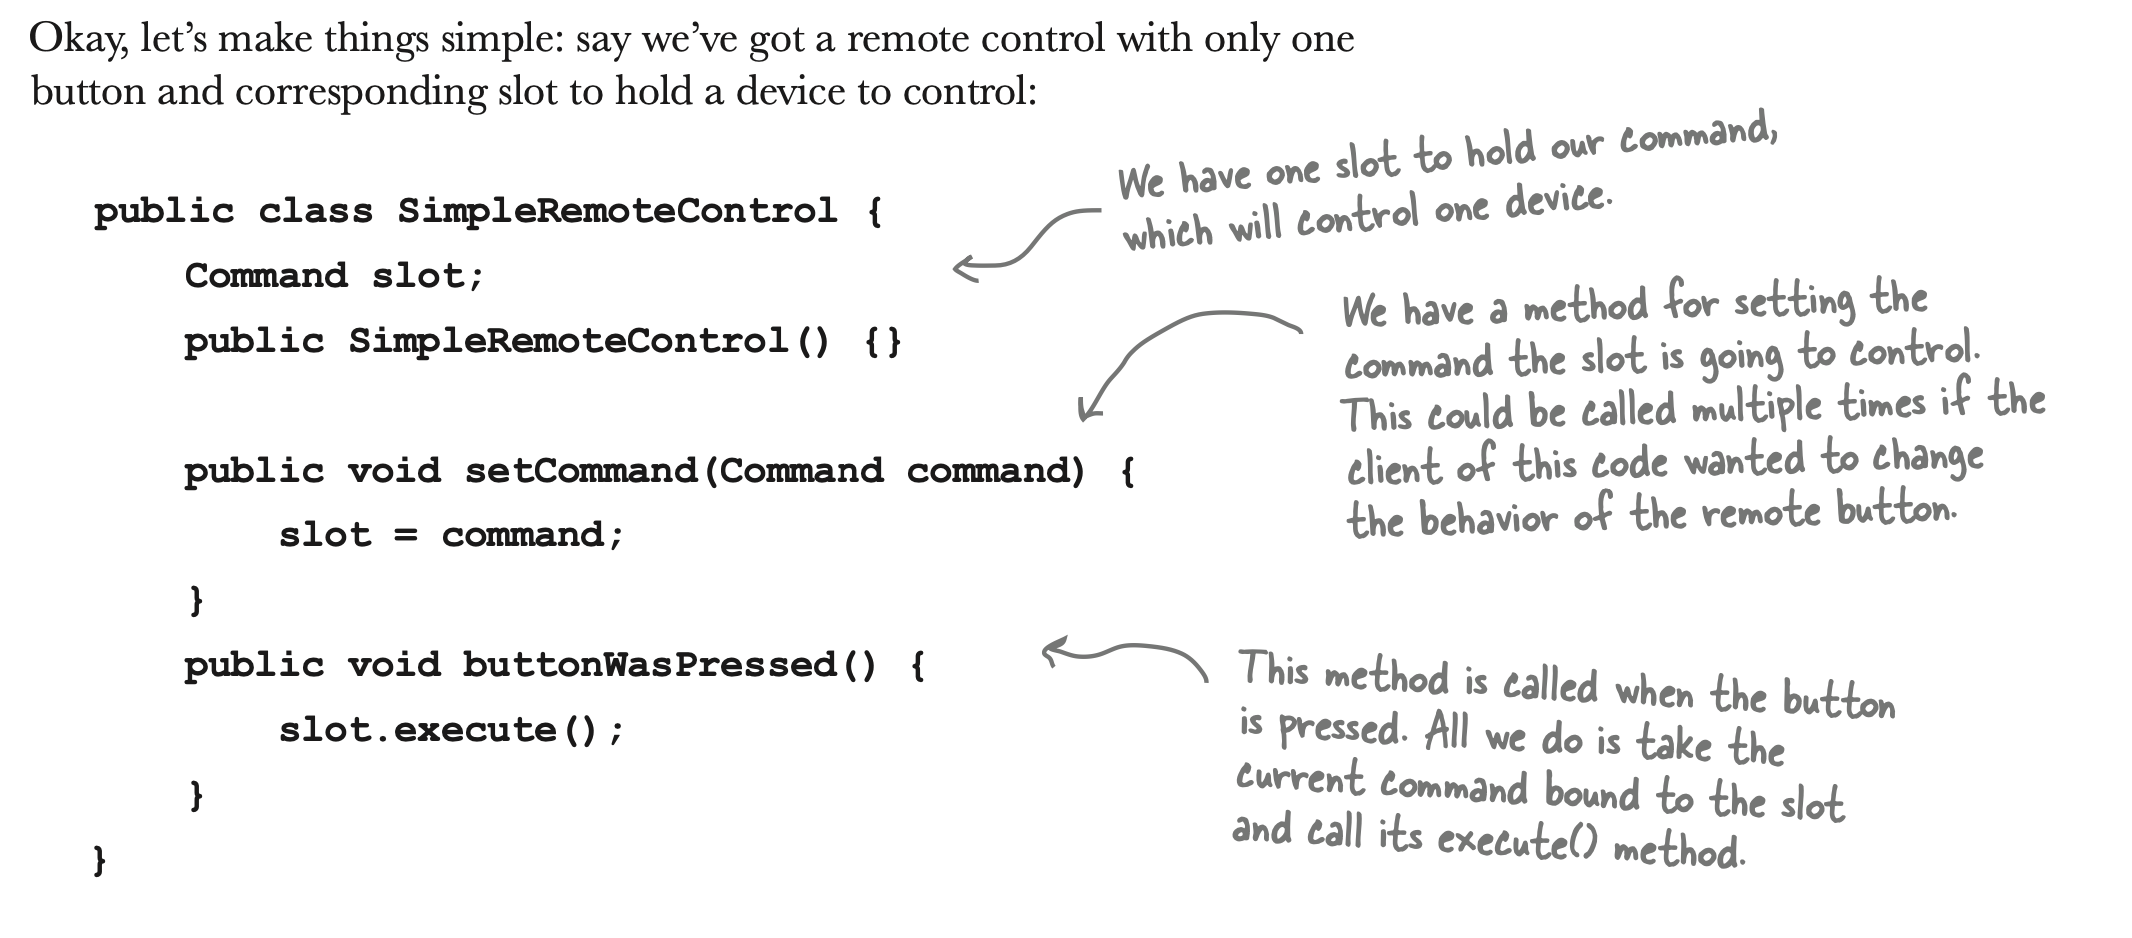 Okay, let’s make things simple: say we’ve got a remote control with only one
button and corresponding slot to hold a device to control:
We have one slot to hold our command,
which will control one device.
public class SimpleRemoteControl {
Command slot;
public SimpleRemoteControl() {}
We have a method for setting the
command the slot is going to control.
This could be called multiple times if the
client of this code wanted to change
the behavior of the remote button.
public void setCommand(Command command) {
slot = command;
}
public void buttonWasPressed() {
slot.execute();
}
}
This method is called when the button
is pressed. All we do is take the
current command bound to the slot
and call its execute() method.